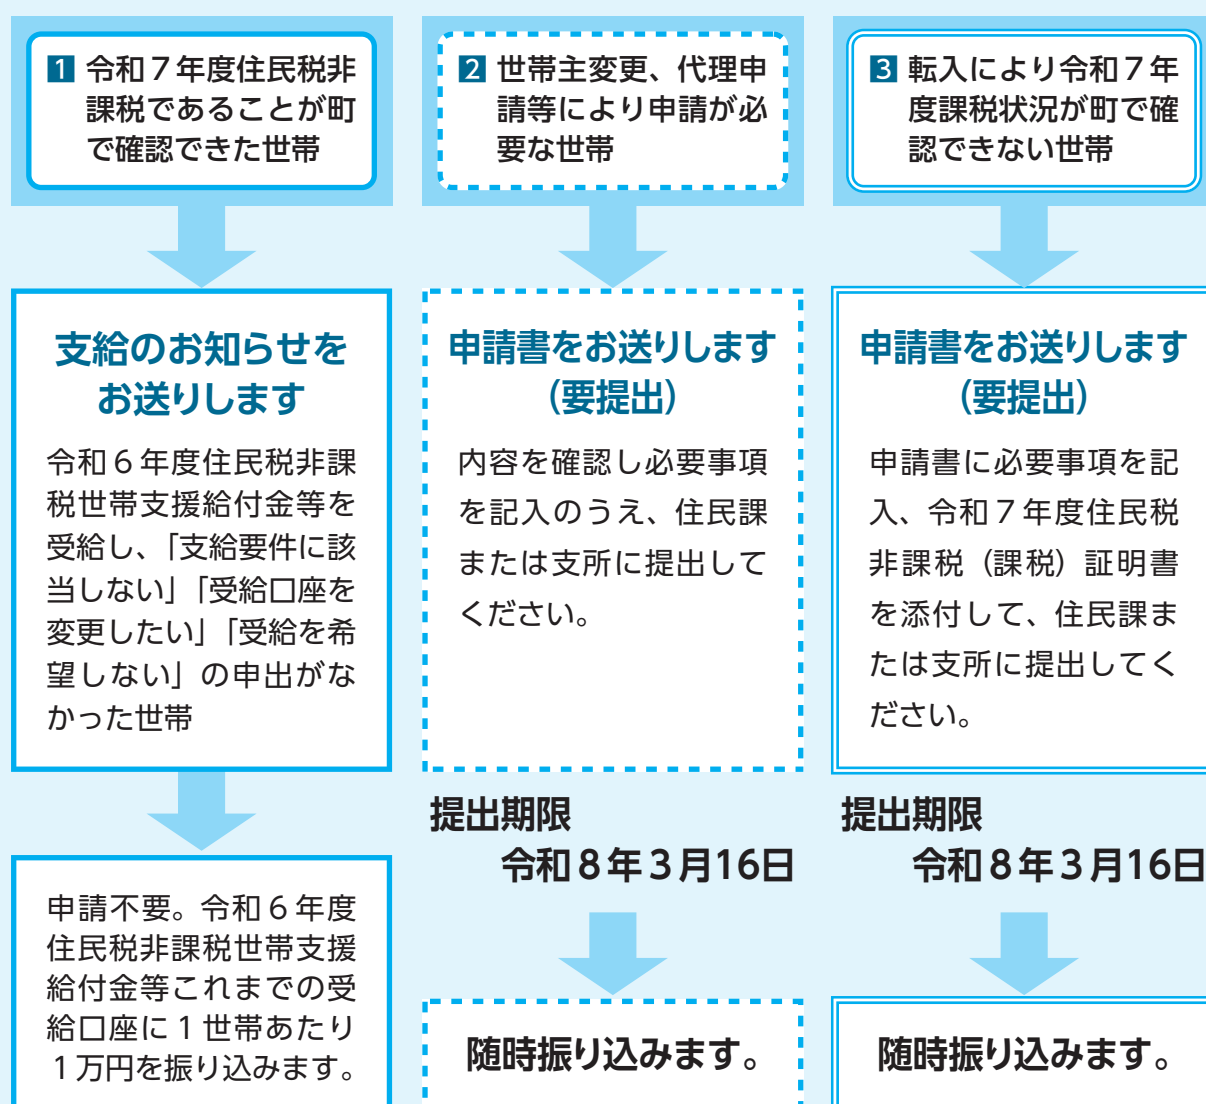 1 令和７年度住民税非
課税であることが町
で確認できた世帯
支給のお知らせを
お送りします
令和６年度住民税非課
税世帯支援給付金等を
受給し、「支給要件に該
当しない」「受給口座を
変更したい」「受給を希
望しない」の申出がな
かった世帯
申請不要。令和６年度
住民税非課税世帯支援
給付金等これまでの受
給口座に１世帯あたり
１万円を振り込みます。
2 世帯主変更、代理申
請等により申請が必
要な世帯
申請書をお送りします
（要提出）
内容を確認し必要事項
を記入のうえ、住民課
または支所に提出して
ください。
提出期限
令和８年３月16日
随時振り込みます。
3 転入により令和７年
度課税状況が町で確
認できない世帯
申請書をお送りします
（要提出）
申請書に必要事項を記
入、令和７年度住民税
非課税（課税）証明書
を添付して、住民課ま
たは支所に提出してく
ださい。
提出期限
令和８年３月16日
随時振り込みます。